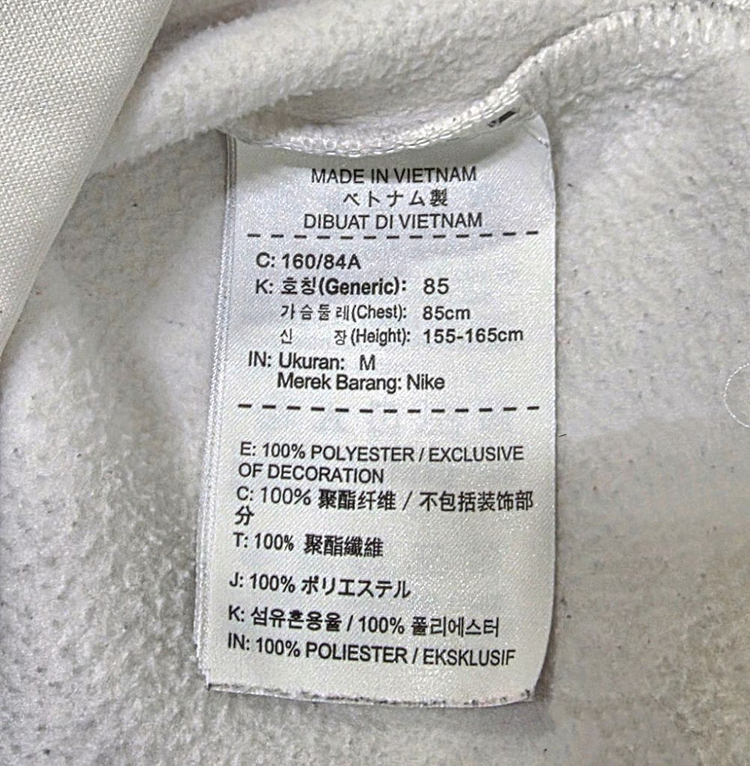 MADE IN VIETNAM
ベトナム製
DIBUAT DI VIETNAM
C: 160/84A
K: 호칭(Generic): 85
가슴둘레(Chest): 85cm
신 장(Height): 155-165cm
IN: Ukuran: M
Merek Barang: Nike
E: 100% POLYESTER / EXCLUSIVE
OF DECORATION
C: 100% 聚酯纤维 / 不包括装饰部
分
T: 100% 聚酯纖維
J: 100% ポリエステル
K: 섬유혼용율 / 100% 폴리에스터
IN: 100% POLIESTER / EKSKLUSIF